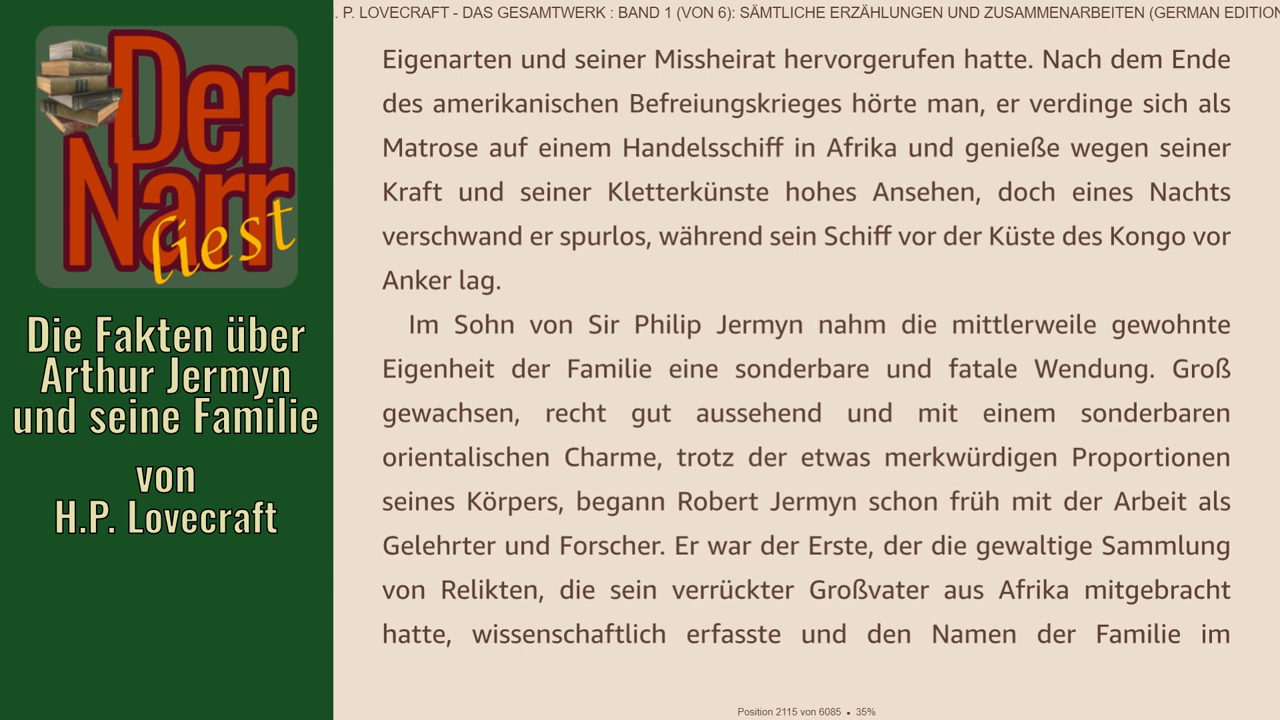 Der
Narr
liest
Die Fakten über
Arthur Jermyn
und seine Familie
von
H.P. Lovecraft
. P. LOVECRAFT - DAS GESAMTWERK : BAND 1 (VON 6): SÄMTLICHE ERZÄHLUNGEN UND ZUSAMMENARBEITEN (GERMAN EDITION
Eigenarten und seiner Missheirat hervorgerufen hatte. Nach dem Ende
des amerikanischen Befreiungskrieges hörte man, er verdinge sich als
Matrose auf einem Handelsschiff in Afrika und genieße wegen seiner
Kraft und seiner Kletterkünste hohes Ansehen, doch eines Nachts
verschwand er spurlos, während sein Schiff vor der Küste des Kongo vor
Anker lag.
Im Sohn von Sir Philip Jermyn nahm die mittlerweile gewohnte
Eigenheit der Familie eine sonderbare und fatale Wendung. Groß
gewachsen, recht gut aussehend und mit einem sonderbaren
orientalischen Charme, trotz der etwas merkwürdigen Proportionen
seines Körpers, begann Robert Jermyn schon früh mit der Arbeit als
Gelehrter und Forscher. Er war der Erste, der die gewaltige Sammlung
von Relikten, die sein verrückter Großvater aus Afrika mitgebracht
hatte, wissenschaftlich erfasste und den Namen der Familie im
Position 2115 von 6085 • 35%